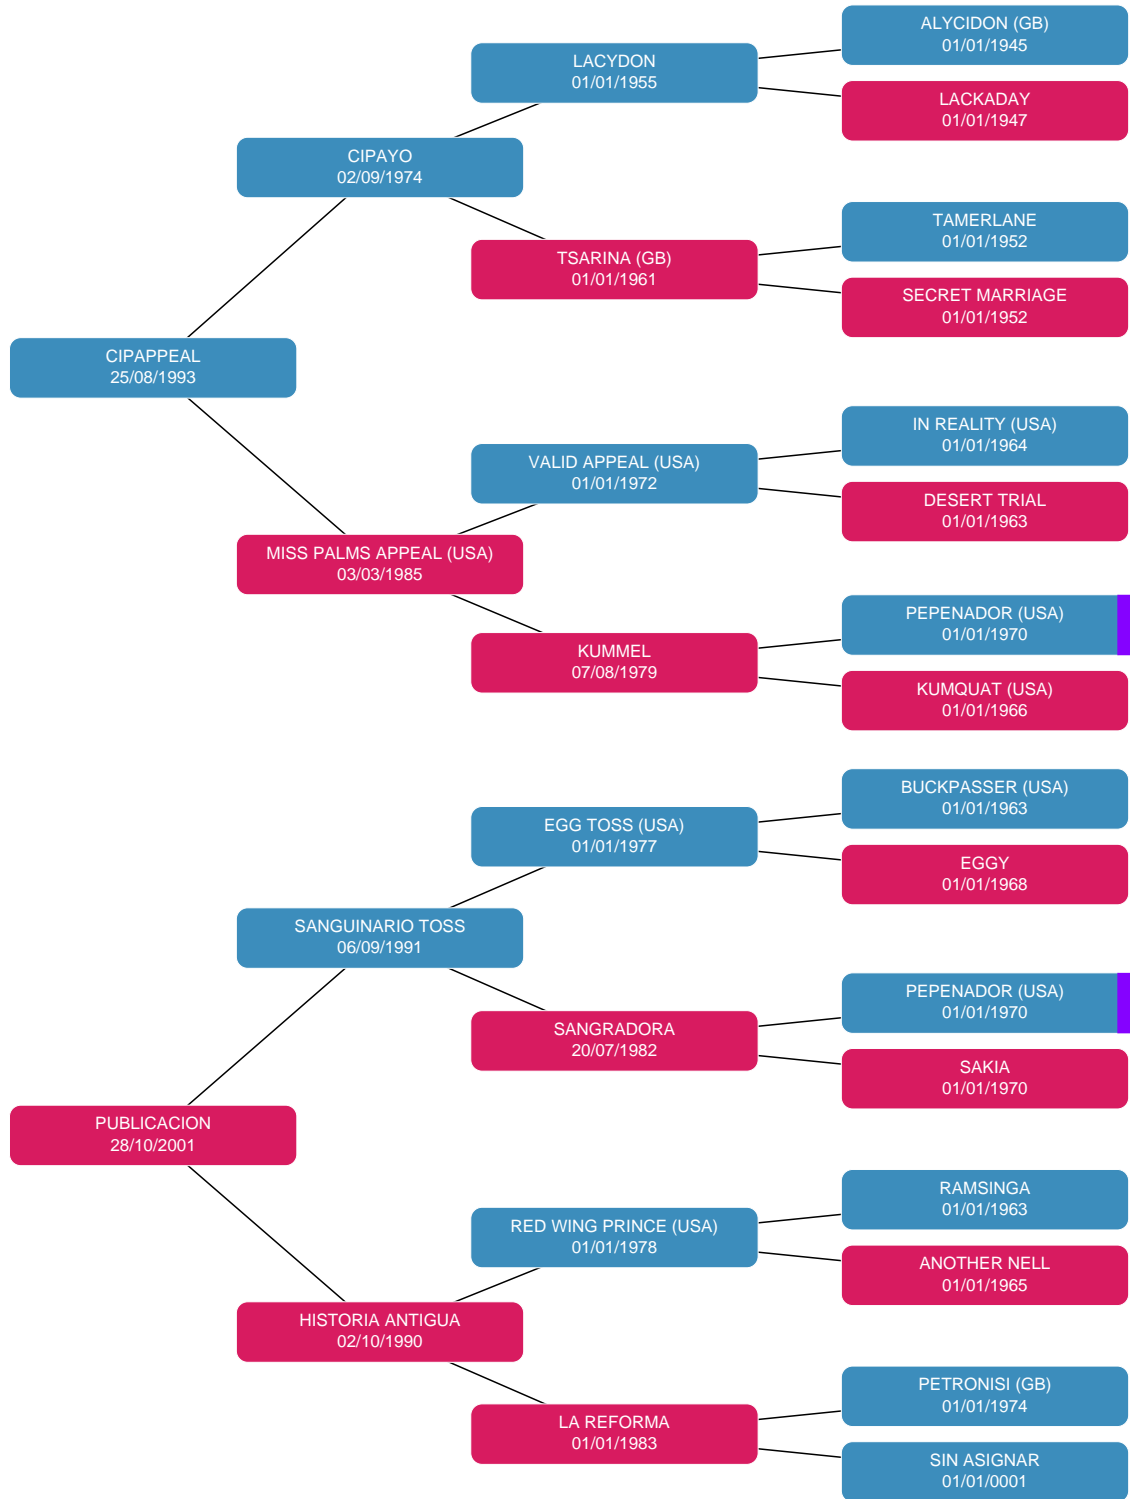 ALYCIDON (GB)
01/01/1945
LACYDON
01/01/1955
LACKADAY
01/01/1947
CIPAYO
02/09/1974
TAMERLANE
01/01/1952
TSARINA (GB)
01/01/1961
SECRET MARRIAGE
01/01/1952
CIPAPPEAL
25/08/1993
IN REALITY (USA)
01/01/1964
VALID APPEAL (USA)
01/01/1972
DESERT TRIAL
01/01/1963
MISS PALMS APPEAL (USA)
03/03/1985
PEPENADOR (USA)
01/01/1970
KUMMEL
07/08/1979
KUMQUAT (USA)
01/01/1966
BUCKPASSER (USA)
01/01/1963
EGG TOSS (USA)
01/01/1977
EGGY
01/01/1968
SANGUINARIO TOSS
06/09/1991
PEPENADOR (USA)
01/01/1970
SANGRADORA
20/07/1982
SAKIA
01/01/1970
PUBLICACION
28/10/2001
RAMSINGA
01/01/1963
RED WING PRINCE (USA)
01/01/1978
ANOTHER NELL
01/01/1965
HISTORIA ANTIGUA
02/10/1990
PETRONISI (GB)
01/01/1974
LA REFORMA
01/01/1983
SIN ASIGNAR
01/01/0001